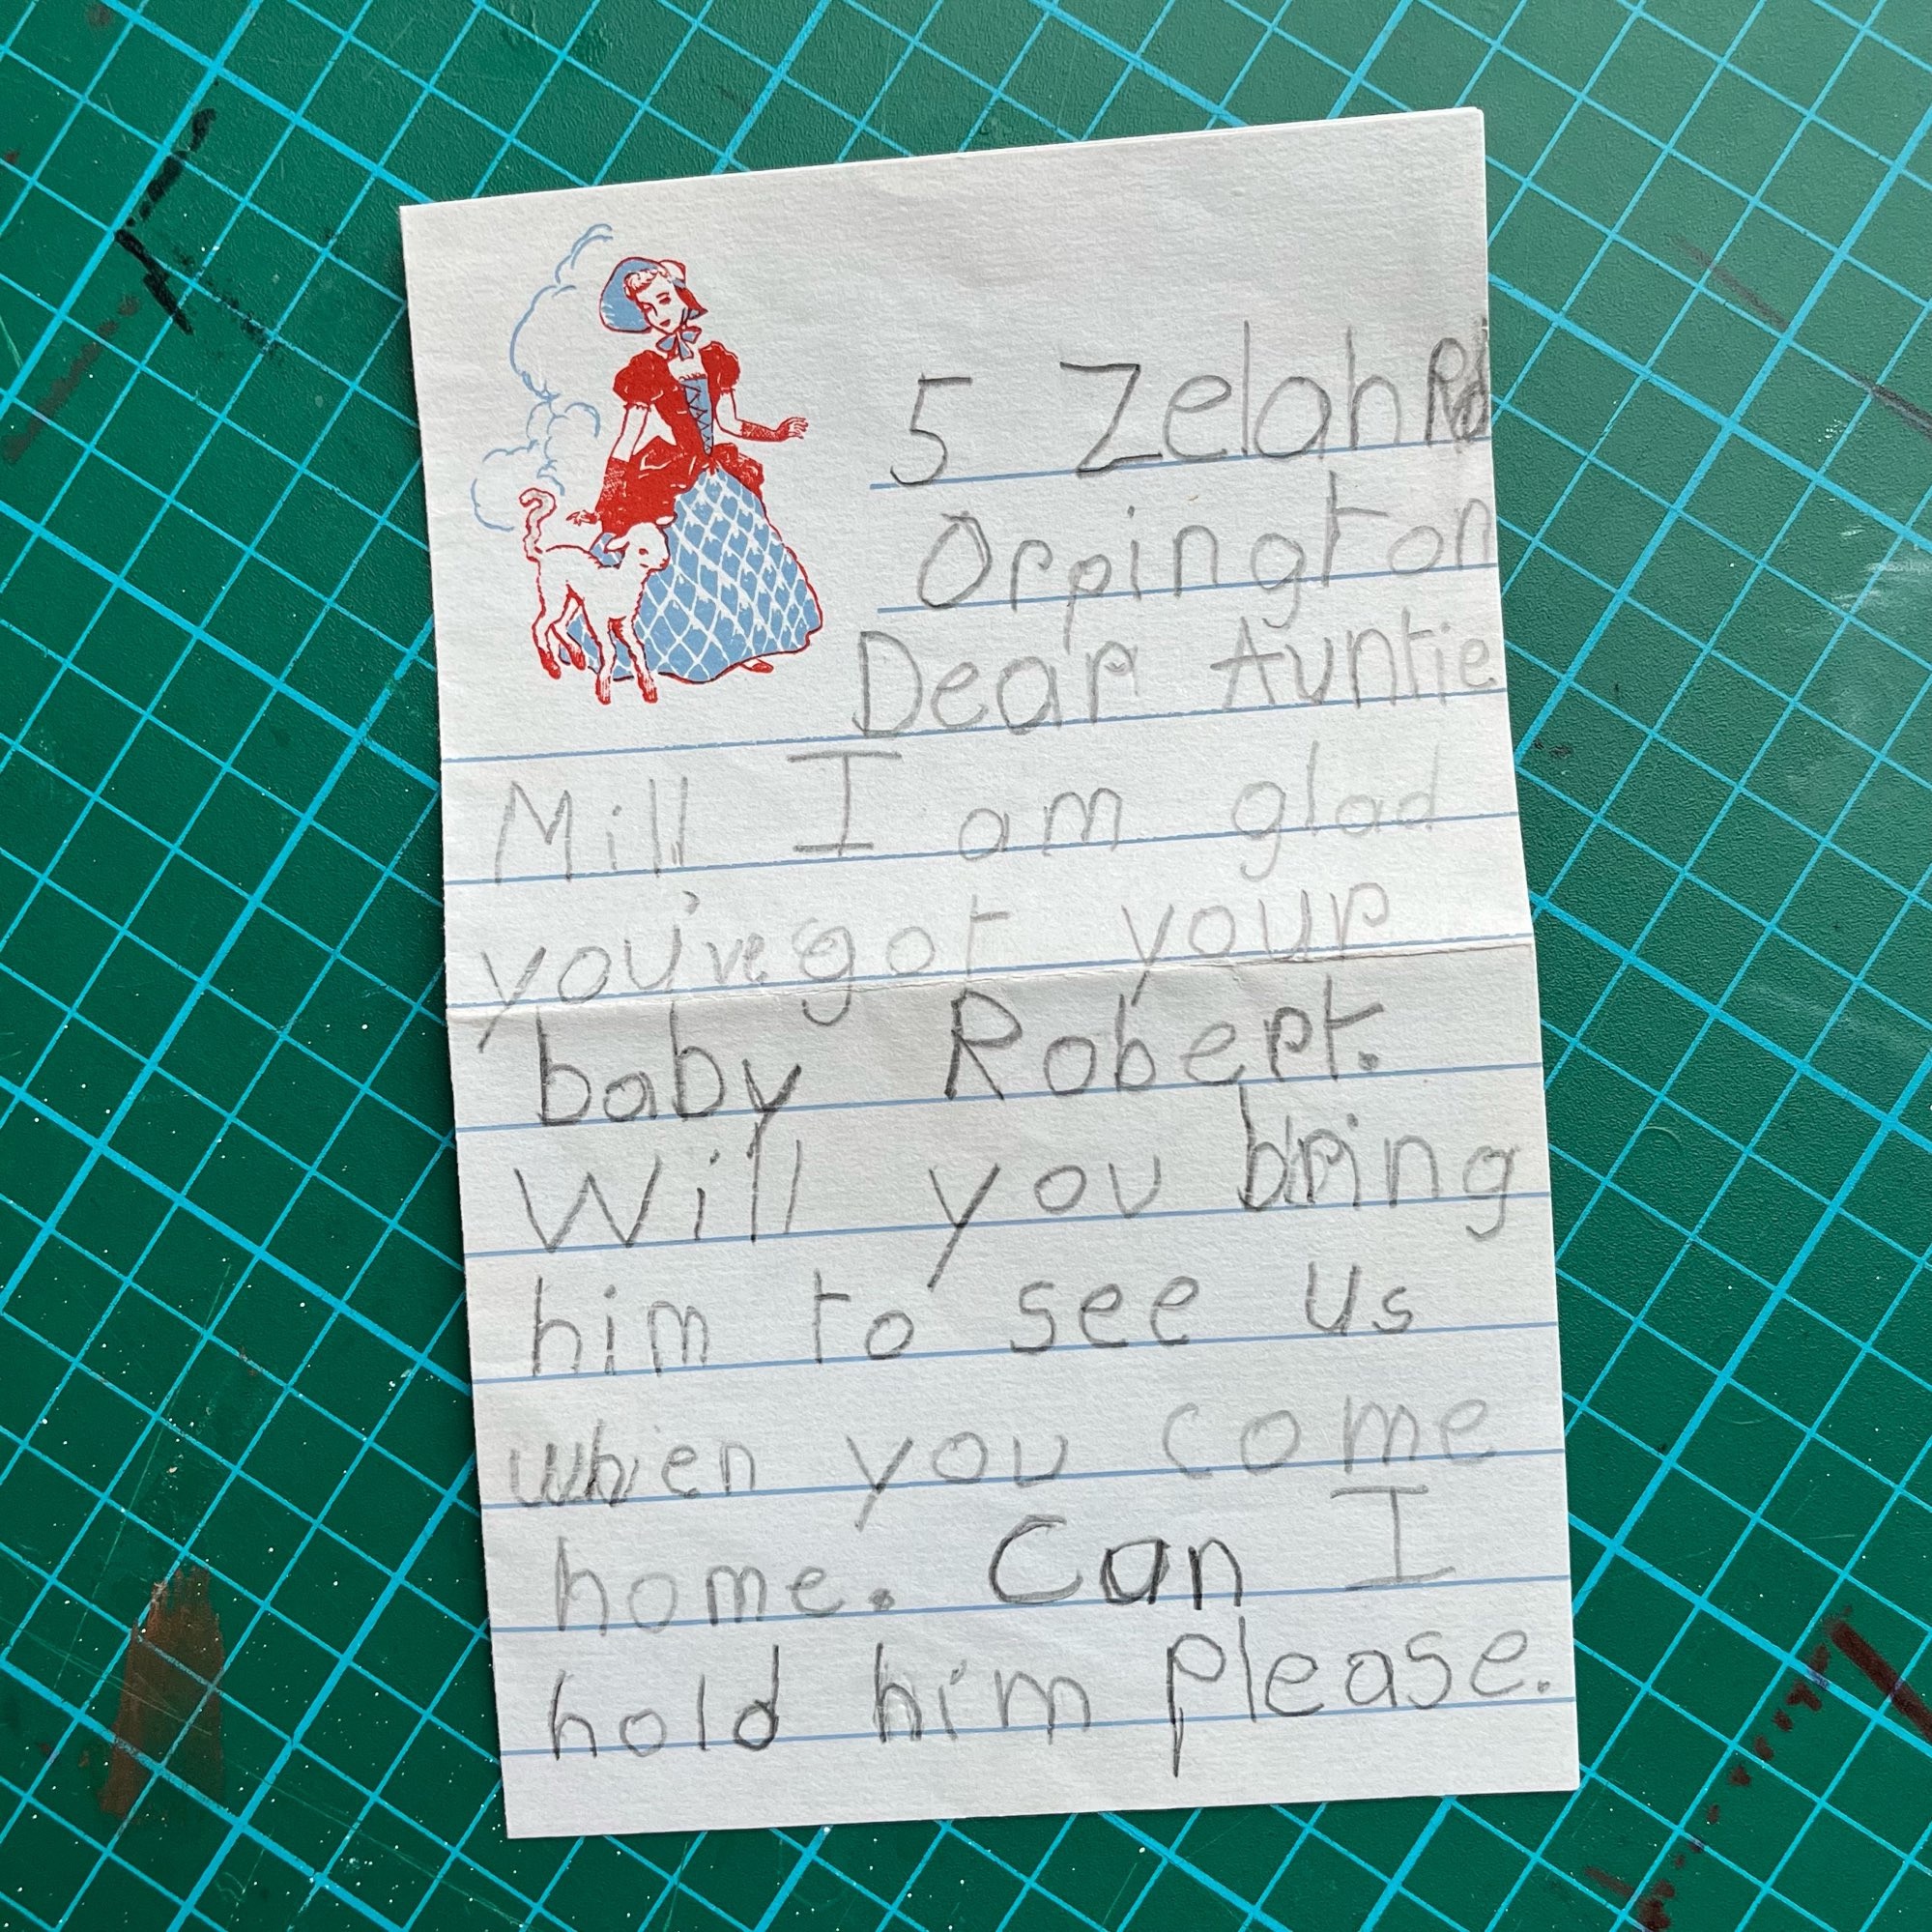 5 Zelah Rd
Orpington
Dear Auntie
Mill I am glad
you've got your
baby Robert.
Will you bring
him to see us
when you come
home. Can I
hold him please.